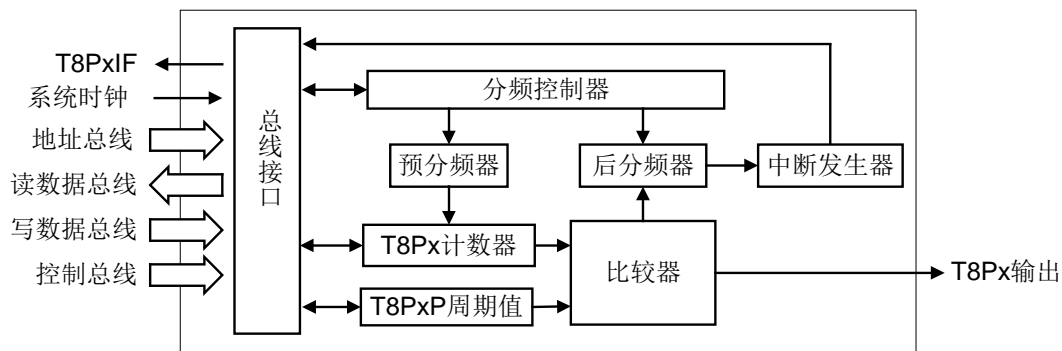 T8PxIF
系统时钟
地址总线
读数据总线
写数据总线
控制总线
总线接口
分频控制器
预分频器
后分频器
中断发生器
T8Px计数器
比较器
T8PxP周期值
T8Px输出